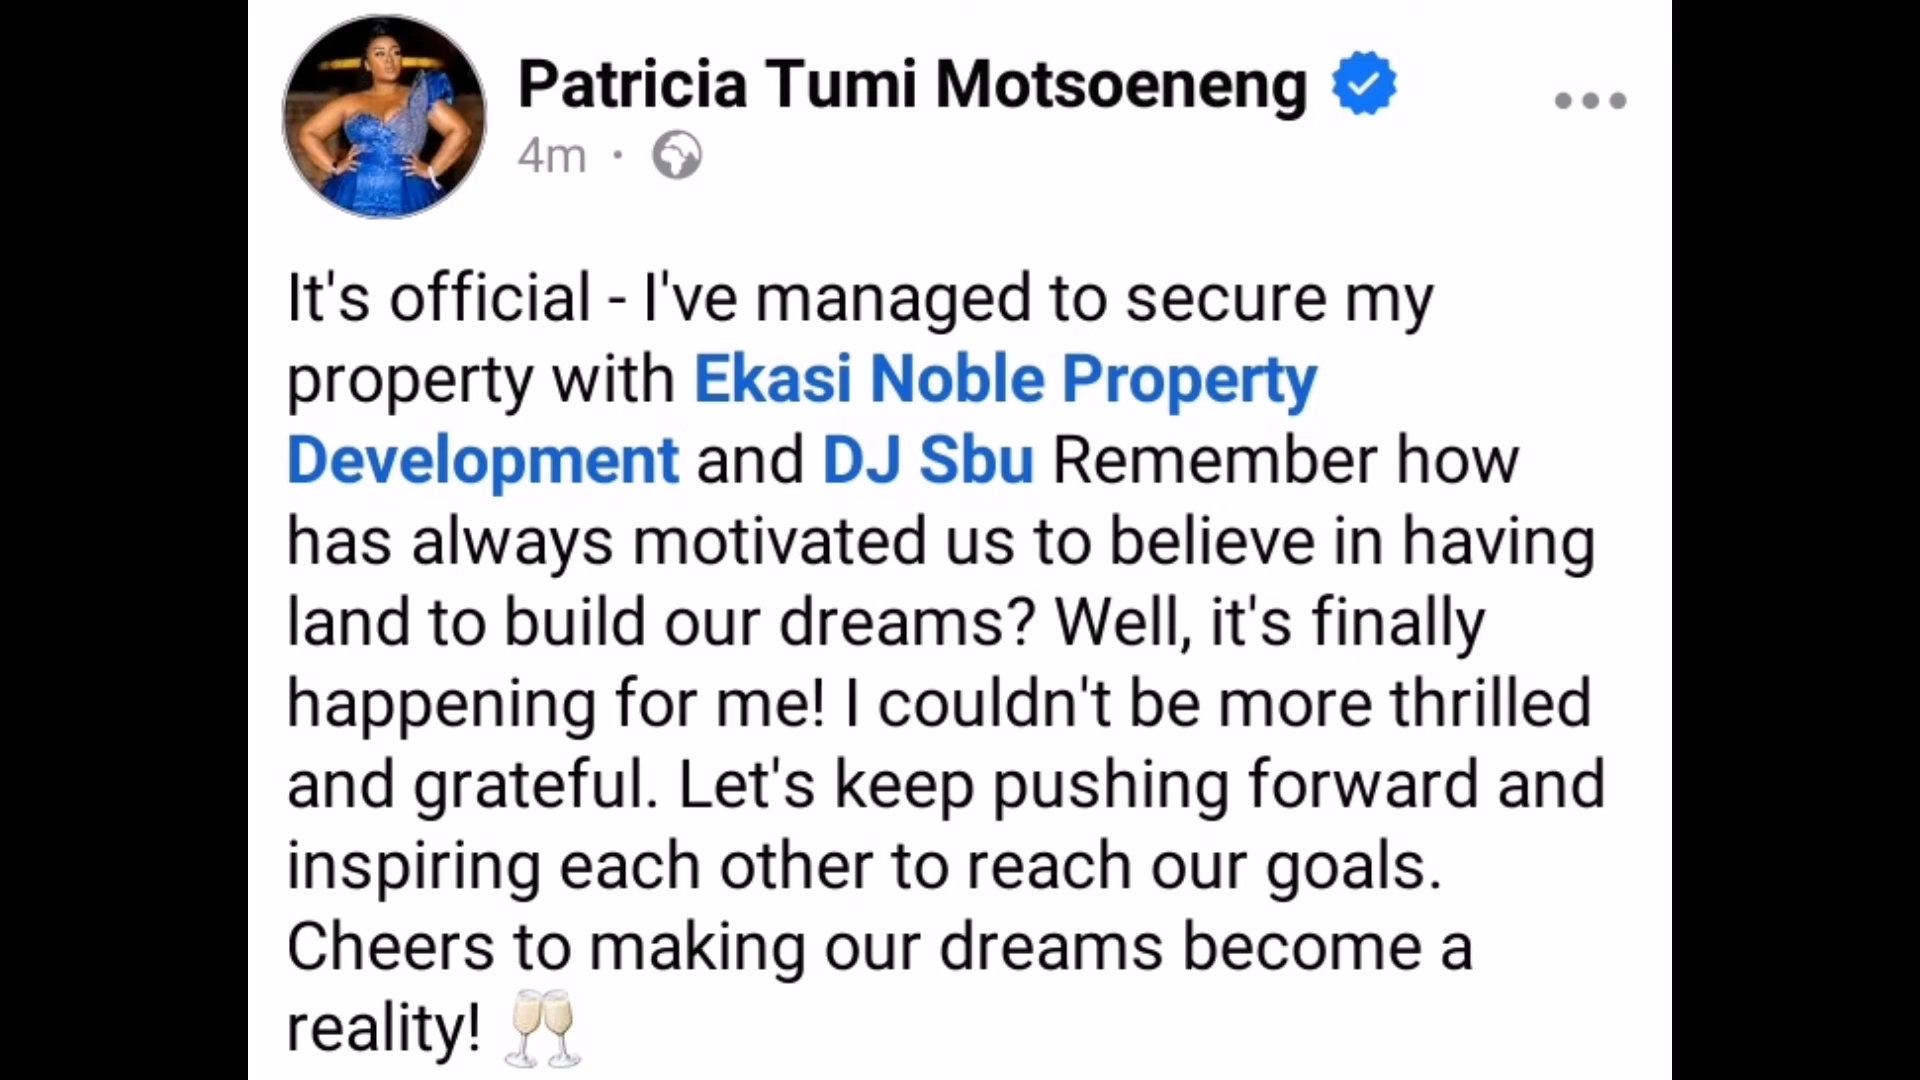 Patricia Tumi Motsoeneng
4m ·
It's official - I've managed to secure my
property with Ekasi Noble Property
Development and DJ Sbu Remember how
has always motivated us to believe in having
land to build our dreams? Well, it's finally
happening for me! I couldn't be more thrilled
and grateful. Let's keep pushing forward and
inspiring each other to reach our goals.
Cheers to making our dreams become a
reality! 🥂